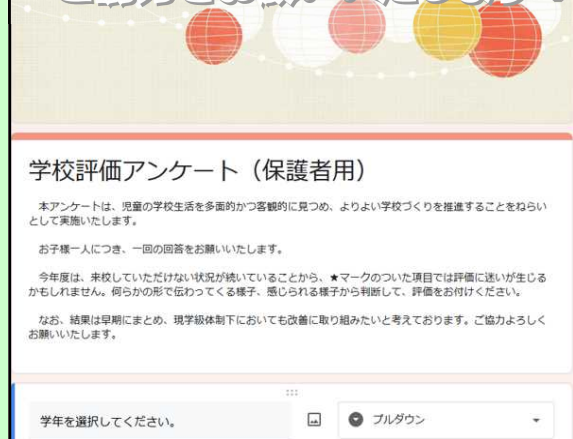 ご協力をお願いいたします！
学校評価アンケート（保護者用）
本アンケートは、児童の学校生活を多面的かつ客観的に見つめ、よりよい学校づくりを推進することをねらい
として実施いたします。
お子様一人につき、一回の回答をお願いいたします。
今年度は、来校していただけない状況が続いていることから、★マークのついた項目では評価に迷いが生じる
かもしれません。何らかの形で伝わってくる様子、感じられる様子から判断して、評価をお付けください。
なお、結果は早期にまとめ、現学級体制下においても改善に取り組みたいと考えております。ご協力よろしく
お願いいたします。
学年を選択してください。
プルダウン